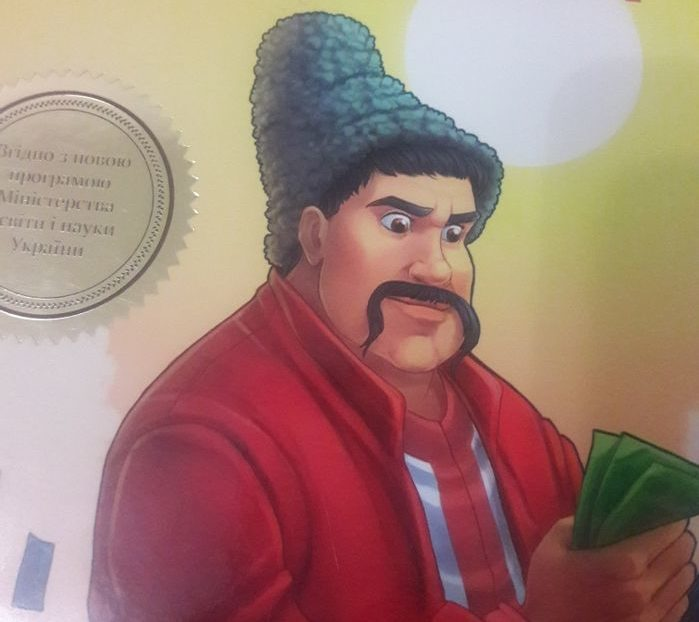 Згідно з новою
програмою
Міністерства
освіти і науки
України